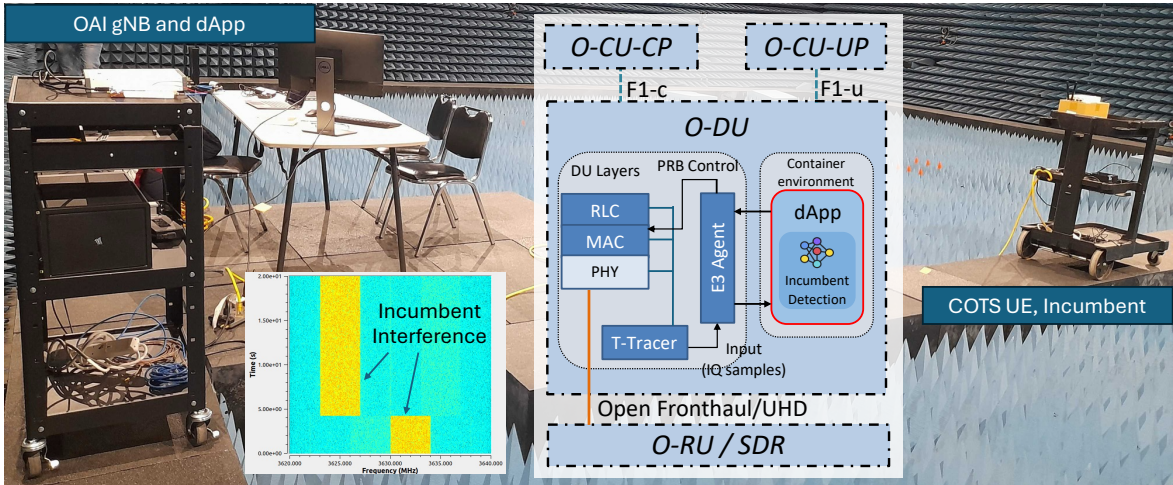 OAI gNB and dApp
O-CU-CP
O-CU-UP
F1-c
F1-u
O-DU
DU Layers
PRB Control
Container
environment
RLC
MAC
PHY
E3 Agent
dApp
Incumbent
Detection
T-Tracer
Input
(IQ samples)
Open Fronthaul/UHD
O-RU / SDR
COTS UE, Incumbent
Incumbent
Interference
Time (s)
2.00e+01
1.50e+01
1.00e+01
5.00e+00
0.00e+00
3620.000
3625.000
3630.000
3635.000
3640.000
Frequency (MHz)